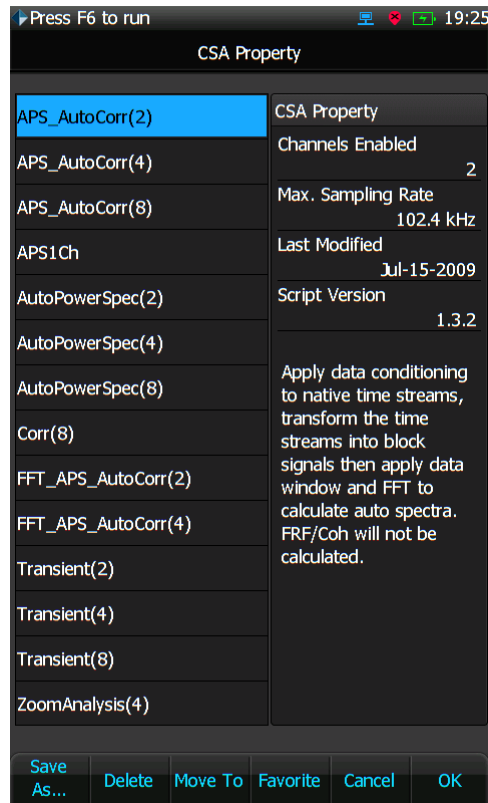 Press F6 to run
19:25
CSA Property
APS_AutoCorr(2)
APS_AutoCorr(4)
APS_AutoCorr(8)
APS1Ch
AutoPowerSpec(2)
AutoPowerSpec(4)
AutoPowerSpec(8)
Corr(8)
FFT_APS_AutoCorr(2)
FFT_APS_AutoCorr(4)
Transient(2)
Transient(4)
Transient(8)
ZoomAnalysis(4)
CSA Property
Channels Enabled
2
Max. Sampling Rate
102.4 kHz
Last Modified
Jul-15-2009
Script Version
1.3.2
Apply data conditioning
to native time streams,
transform the time
streams into block
signals then apply data
window and FFT to
calculate auto spectra.
FRF/Coh will not be
calculated.
Save
As...
Delete
Move To
Favorite
Cancel
OK